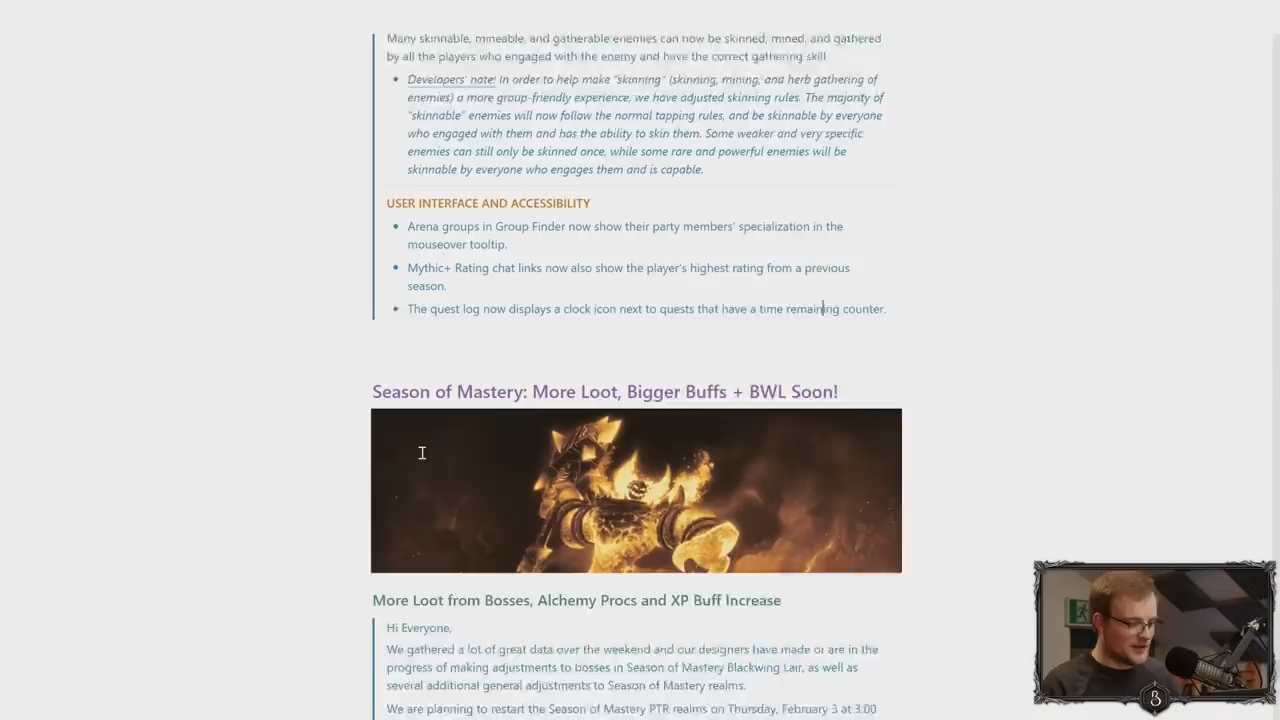 Many skinnable, mineable, and gatherable enemies can now be skinned, mined, and gathered
by all the players who engaged with the enemy and have the correct gathering skill.
• Developers' note: In order to help make "skinning" (skinning, mining, and herb gathering of
enemies) a more group-friendly experience, we have adjusted skinning rules. The majority of
"skinnable" enemies will now follow the normal tapping rules, and be skinnable by everyone
who engaged with them and has the ability to skin them. Some weaker and very specific
enemies can still only be skinned once, while some rare and powerful enemies will be
skinnable by everyone who engages them and is capable.
USER INTERFACE AND ACCESSIBILITY
• Arena groups in Group Finder now show their party members' specialization in the
mouseover tooltip.
• Mythic+ Rating chat links now also show the player's highest rating from a previous
season.
• The quest log now displays a clock icon next to quests that have a time remaining counter.
Season of Mastery: More Loot, Bigger Buffs + BWL Soon!
More Loot from Bosses, Alchemy Procs and XP Buff Increase
Hi Everyone,
We gathered a lot of great data over the weekend and our designers have made or are in the
progress of making adjustments to bosses in Season of Mastery Blackwing Lair, as well as
several additional general adjustments to Season of Mastery realms.
We are planning to restart the Season of Mastery PTR realms on Thursday, February 3 at 3:00